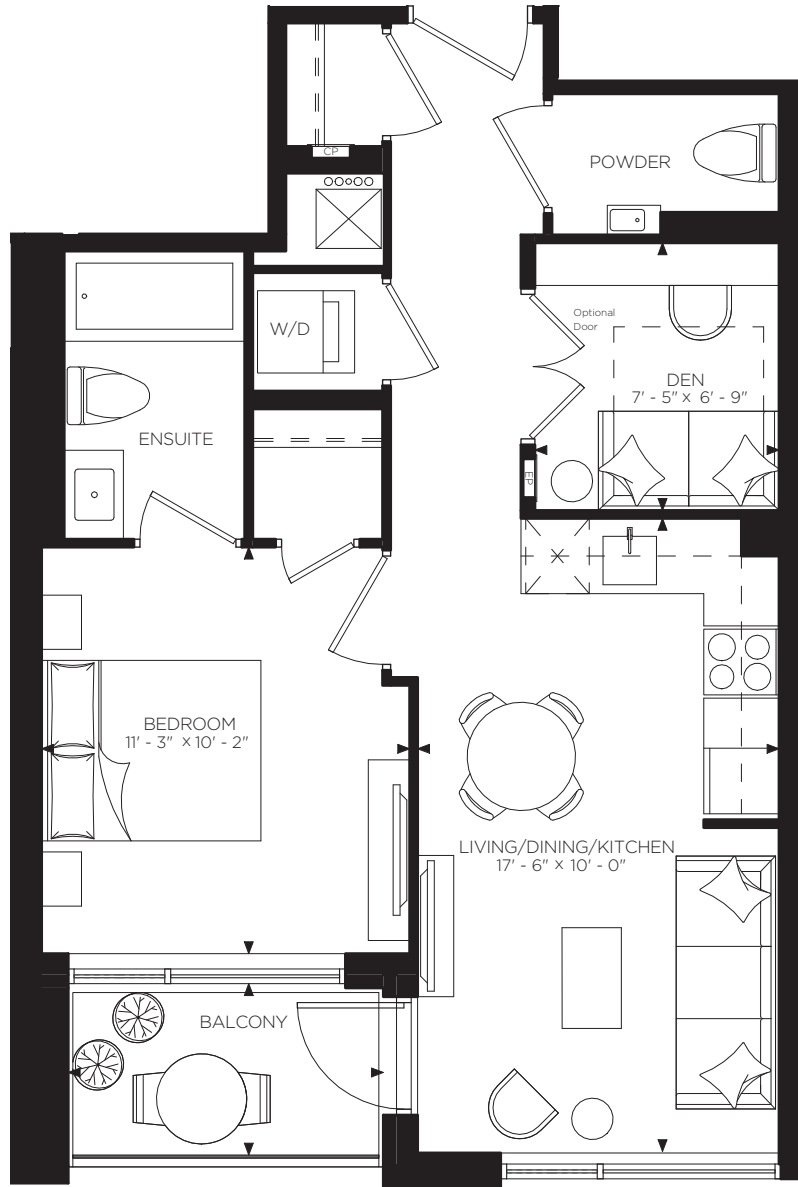 CP
POWDER
W/D
Optional
Door
DEN
7' - 5" x 6' - 9"
ENSUITE
EP
BEDROOM
11' - 3" x 10' - 2"
LIVING/DINING/KITCHEN
17' - 6" x 10' - 0"
BALCONY